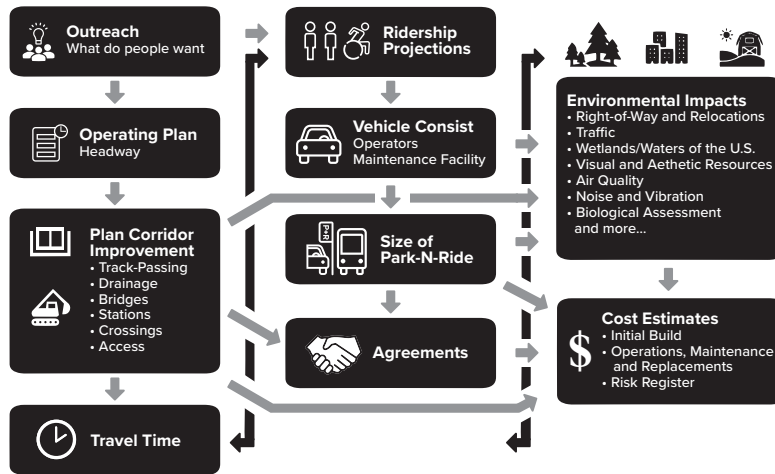 Outreach
What do people want
Operating Plan
Headway
Plan Corridor
Improvement
• Track-Passing
• Drainage
• Bridges
• Stations
• Crossings
• Access
Travel Time
Ridership
Projections
Vehicle Consist
Operators
Maintenance Facility
P+R
Size of
Park-N-Ride
Agreements
Environmental Impacts
• Right-of-Way and Relocations
• Traffic
• Wetlands/Waters of the U.S.
• Visual and Aethetic Resources
• Air Quality
• Noise and Vibration
• Biological Assessment
and more...
$
Cost Estimates
• Initial Build
• Operations, Maintenance
and Replacements
• Risk Register